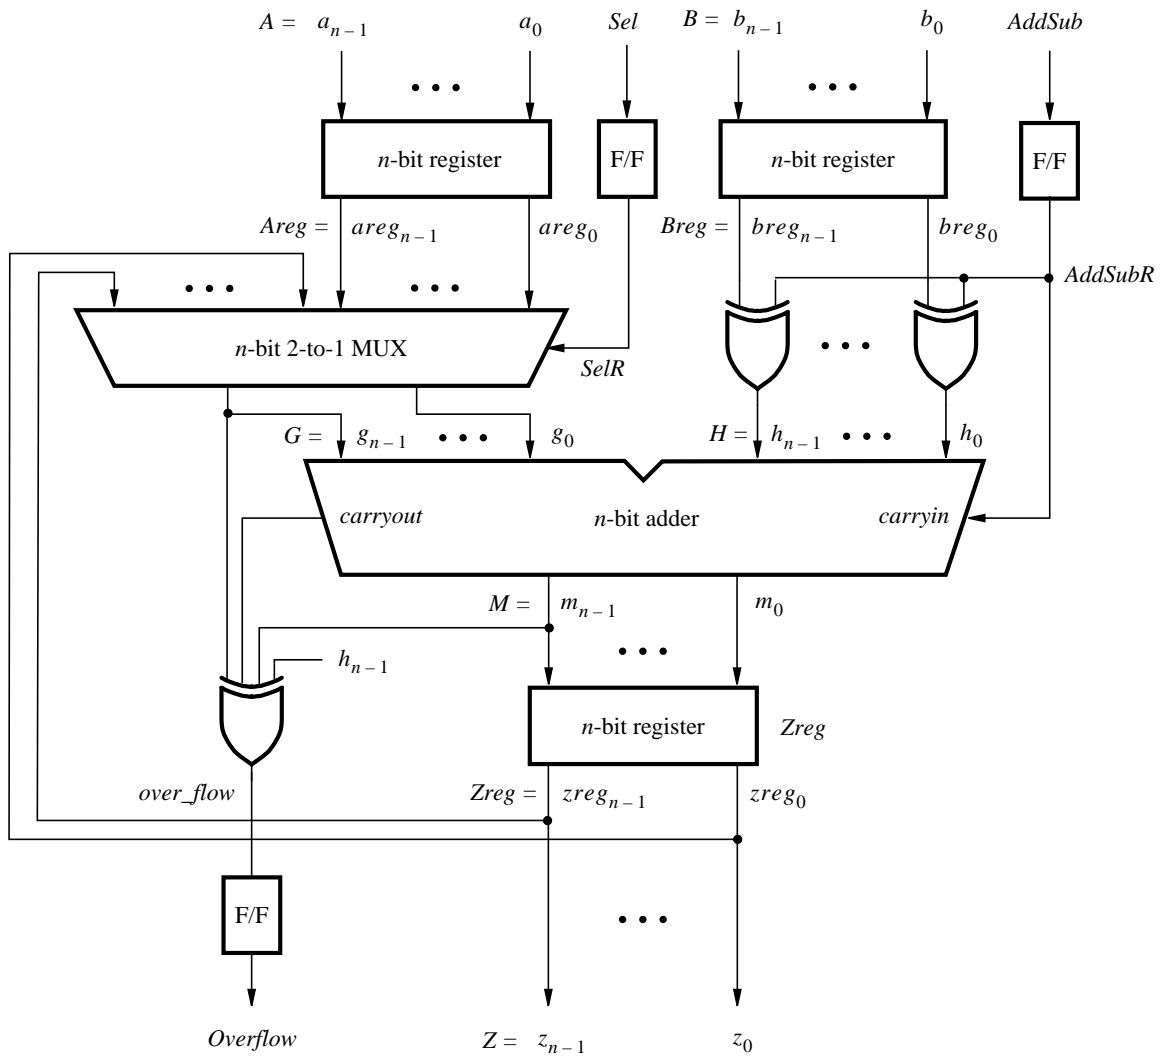 A = a_{n-1} a_0 Sel B = b_{n-1} b_0 AddSub
n-bit register F/F n-bit register F/F
Areg = areg_{n-1} areg_0 Breg = breg_{n-1} breg_0
AddSubR
n-bit 2-to-1 MUX
SelR
G = g_{n-1} g_0 H = h_{n-1} h_0
carryout n-bit adder carryin
M = m_{n-1} m_0
h_{n-1}
n-bit register Zreg
over_flow Zreg = zreg_{n-1} zreg_0
F/F
Overflow Z = z_{n-1} z_0